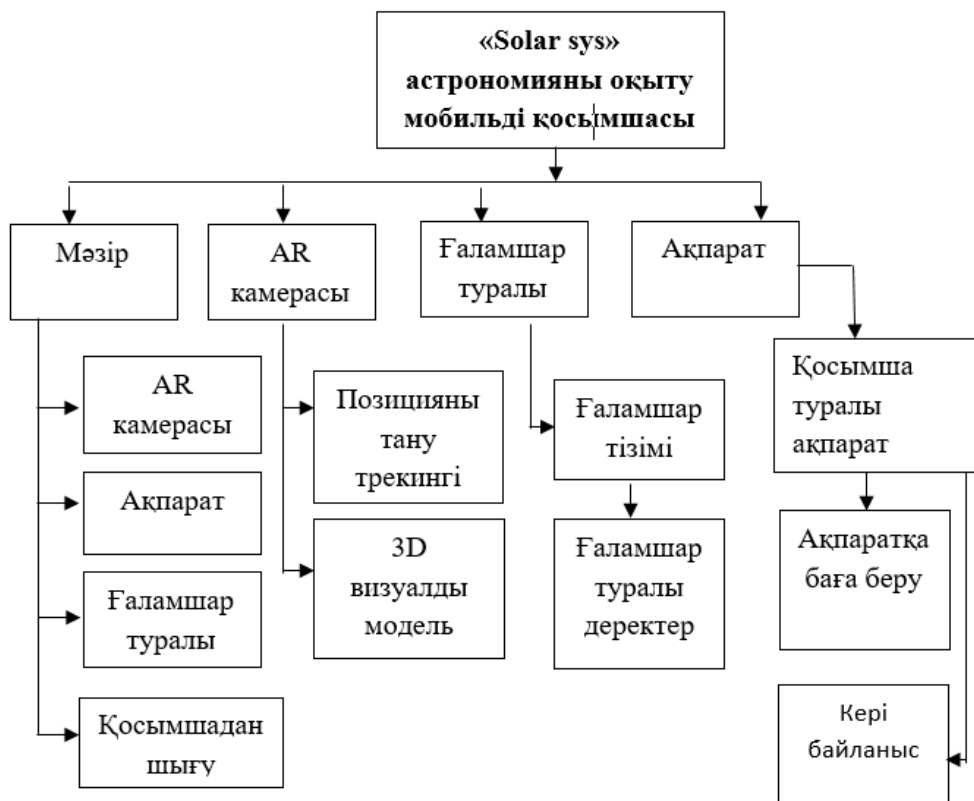 «Solar sys»
астрономияны оқыту
мобильді қосымшасы
Мәзір
AR
камерасы
Ғаламшар
туралы
Ақпарат
AR
камерасы
Ақпарат
Ғаламшар
туралы
Қосымшадан
шығу
Позицияны
тану
трекингі
3D
визуалды
модель
Ғаламшар
тізімі
Ғаламшар
туралы
деректер
Қосымша
туралы
ақпарат
Ақпаратқа
баға беру
Кері
байланыс